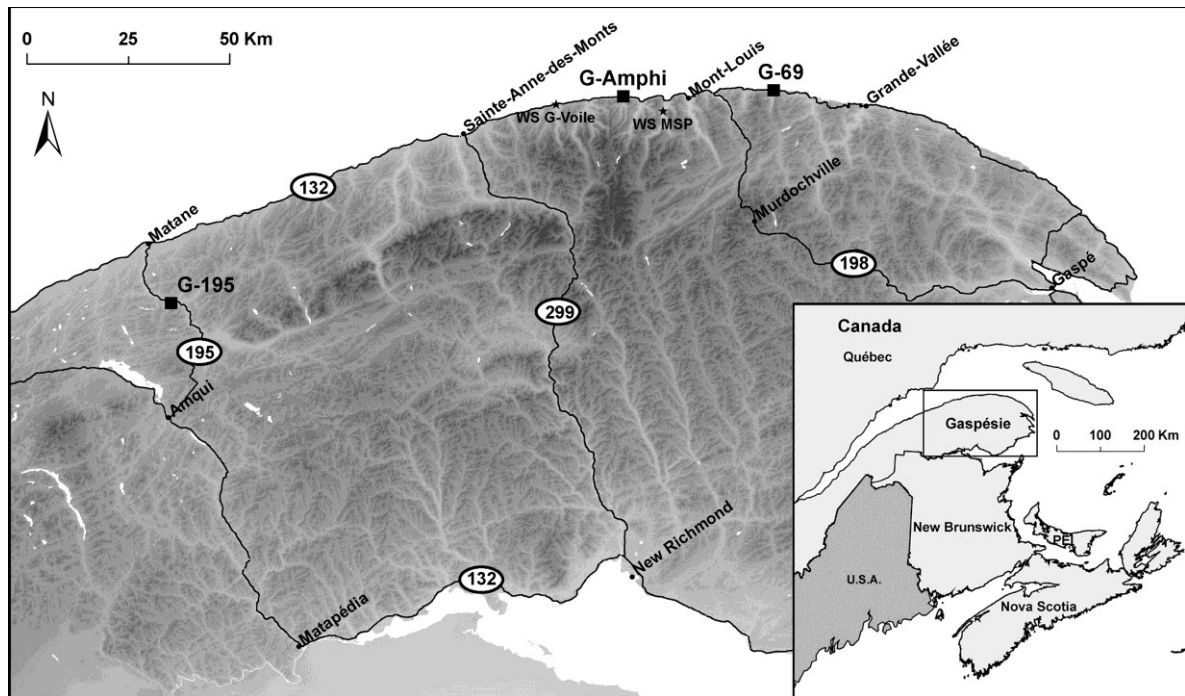 0 25 50 Km
N
Sainte-Anne-des-Monts
G-Amphi
Mont-Louis
G-69
Grande-Vallée
WS G-Voile
WS MSP
132
Murdochville
Matane
198
Gaspé
G-195
299
195
Amqui
New Richmond
132
Matapédia
Canada
Québec
Gaspésie
0 100 200 Km
New Brunswick
PEI
U.S.A.
Nova Scotia